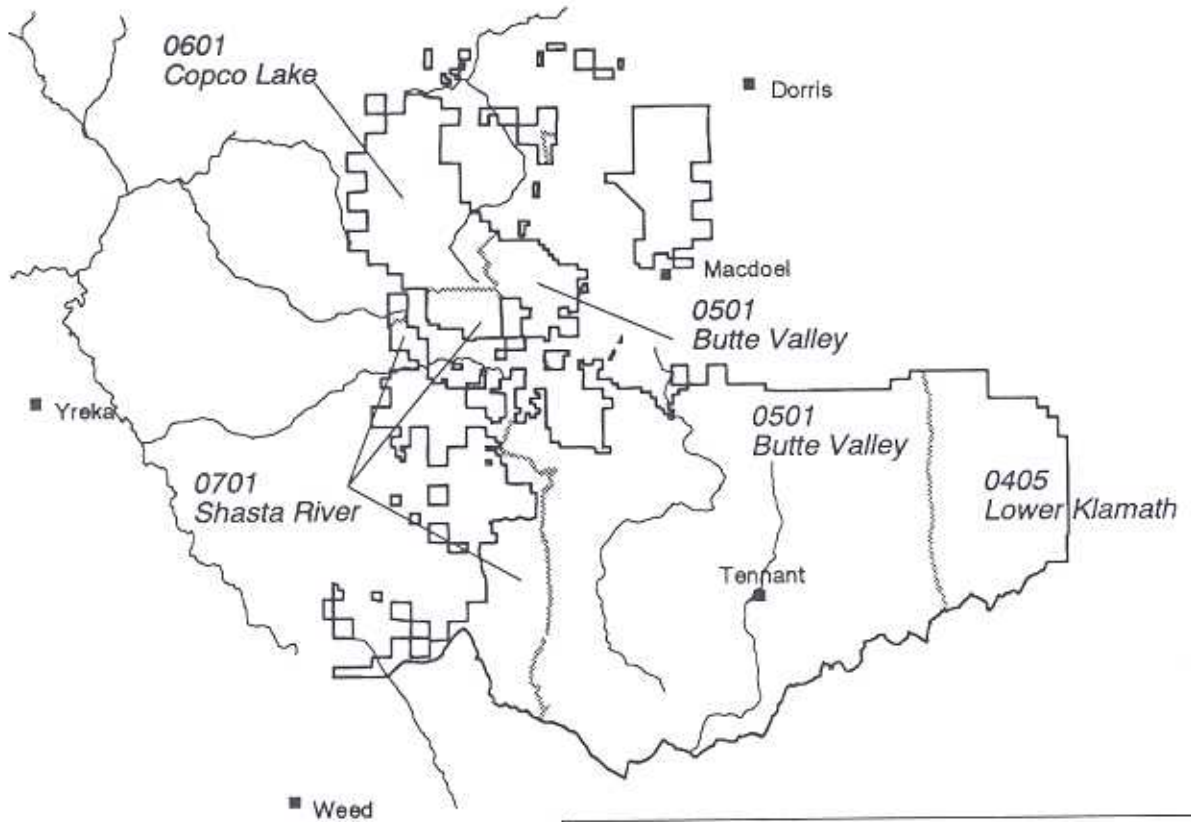 0601
Copco Lake
Dorris
Macdoel
0501
Butte Valley
Yreka
0501
Butte Valley
0701
Shasta River
0405
Lower Klamath
Tennant
Weed